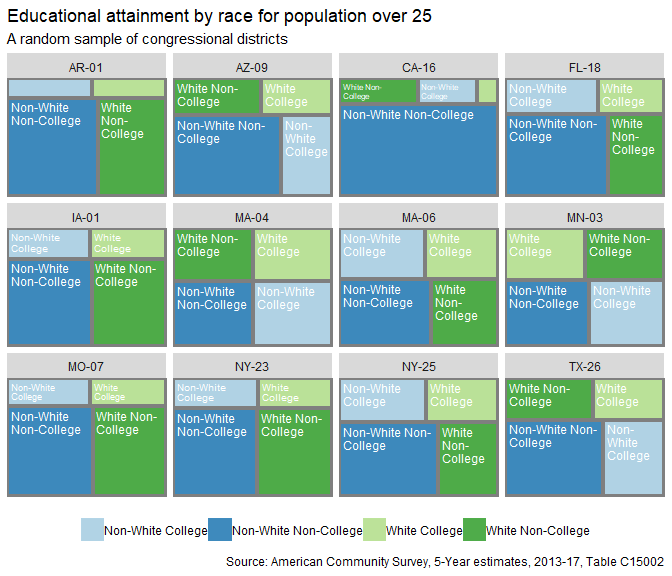 Educational attainment by race for population over 25
A random sample of congressional districts
AR-01
AZ-09
CA-16
FL-18
Non-White
Non-College
White
Non-
College
White Non-
College
White
College
Non-White Non-
College
Non-
White
College
White Non-
College
Non-White
College
Non-White Non-College
Non-White
College
White
College
Non-White Non-
College
White
Non-
College
IA-01
MA-04
MA-06
MN-03
Non-White
College
White
College
Non-White
Non-College
White Non-
College
White Non-
College
White
College
Non-White
Non-College
Non-White
College
Non-White
College
White
College
Non-White
Non-College
White
Non-
College
White
College
White Non-
College
Non-White
Non-College
Non-White
College
MO-07
NY-23
NY-25
TX-26
Non-White
College
White
College
Non-White
Non-College
White Non-
College
Non-White
College
White
College
Non-White
Non-College
White Non-
College
Non-White
College
White
College
Non-White Non-
College
White
Non-
College
White Non-
College
White
College
Non-White Non-
College
Non-
White
College
Non-White College
Non-White Non-College
White College
White Non-College
Source: American Community Survey, 5-Year estimates, 2013-17, Table C15002